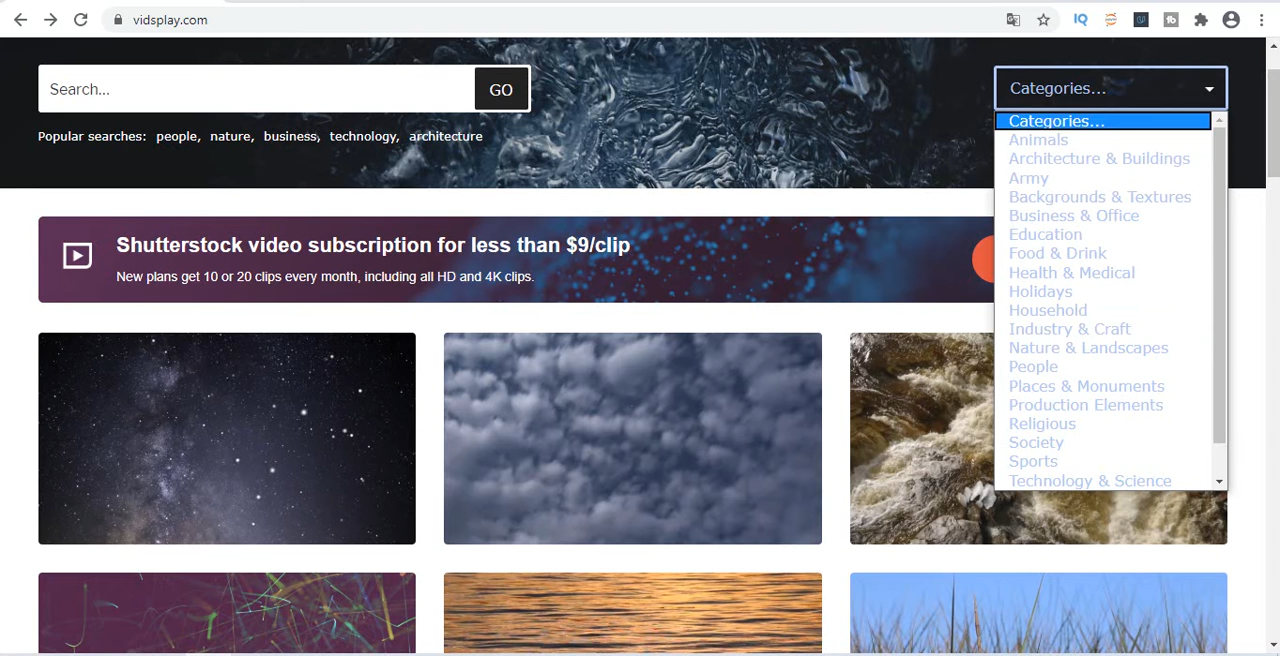 vidsplay.com
Search...
GO
Categories...
Popular searches: people, nature, business, technology, architecture
Categories...
Animals
Architecture & Buildings
Army
Backgrounds & Textures
Business & Office
Education
Food & Drink
Health & Medical
Holidays
Household
Industry & Craft
Nature & Landscapes
People
Places & Monuments
Production Elements
Religious
Society
Sports
Technology & Science
Shutterstock video subscription for less than $9/clip
New plans get 10 or 20 clips every month, including all HD and 4K clips.